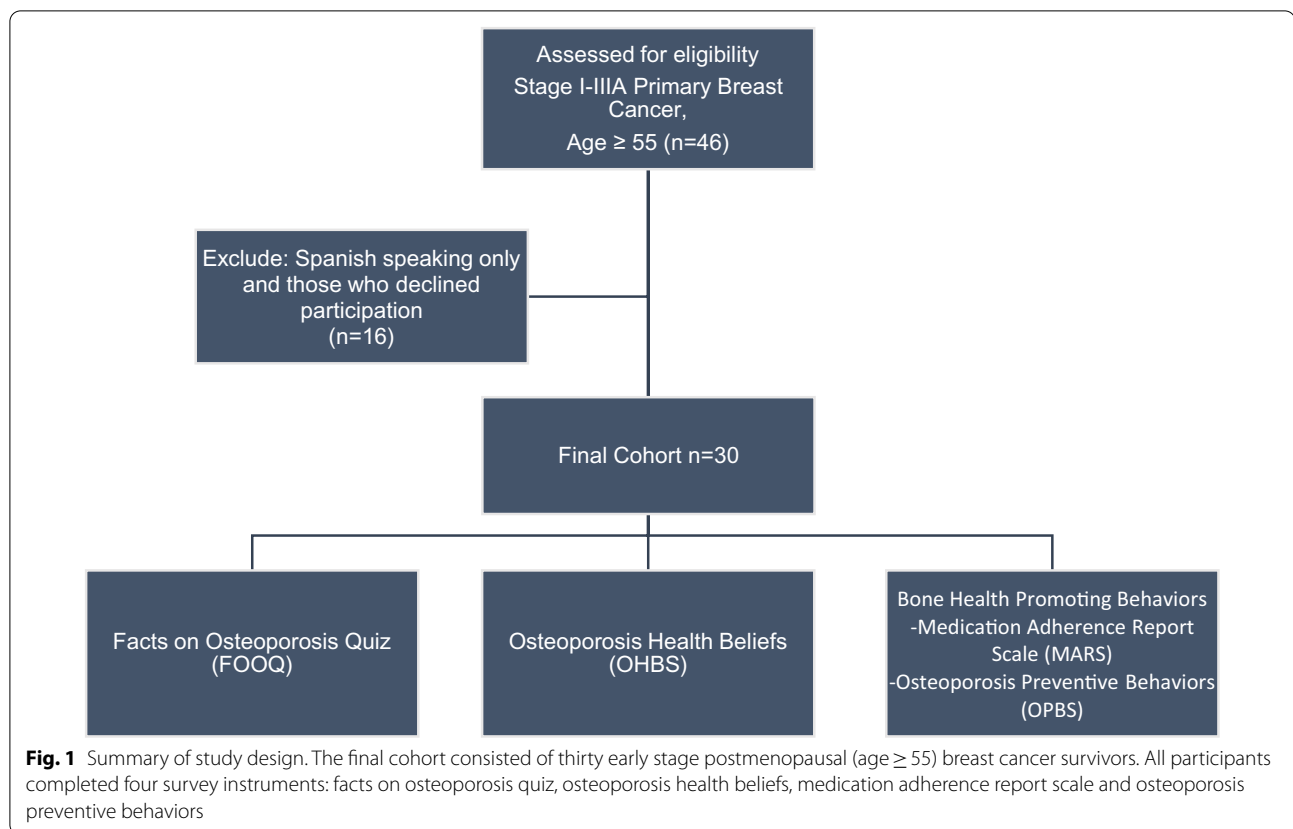 Assessed for eligibility
Stage I-IIIA Primary Breast
Cancer,
Age ≥ 55 (n=46)
Exclude: Spanish speaking only
and those who declined
participation
(n=16)
Final Cohort n=30
Facts on Osteoporosis Quiz
(FOOQ)
Osteoporosis Health Beliefs
(OHBS)
Bone Health Promoting Behaviors
-Medication Adherence Report
Scale (MARS)
-Osteoporosis Preventive Behaviors
(OPBS)
Fig. 1 Summary of study design. The final cohort consisted of thirty early stage postmenopausal (age ≥ 55) breast cancer survivors. All participants
completed four survey instruments: facts on osteoporosis quiz, osteoporosis health beliefs, medication adherence report scale and osteoporosis
preventive behaviors